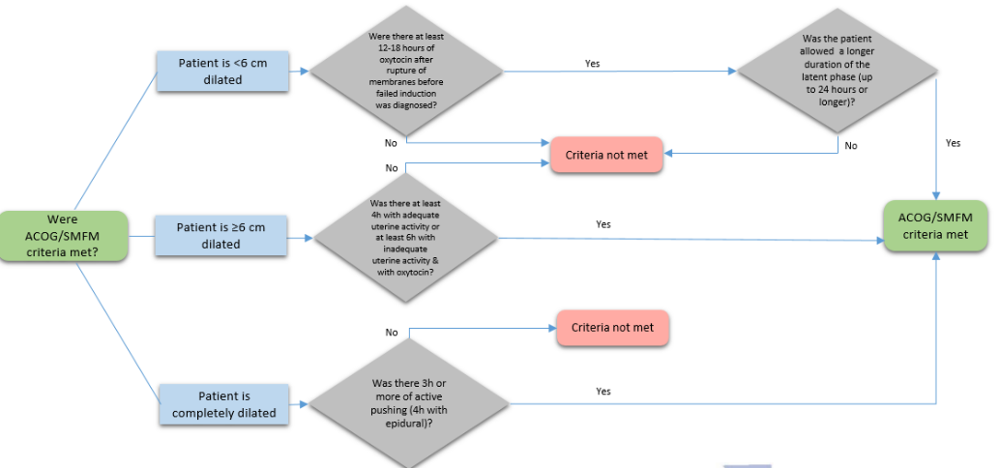 Were
ACOG/SMFM
criteria met?
Patient is <6 cm
dilated
Were there at least
12-18 hours of
oxytocin after
rupture of
membranes before
failed induction
was diagnosed?
Yes
No
Was the patient
allowed a longer
duration of the
latent phase (up
to 24 hours or
longer)?
Yes
No
Criteria not met
Patient is ≥6 cm
dilated
Was there at least
4h with adequate
uterine activity or
at least 6h with
inadequate
uterine activity &
with oxytocin?
No
Yes
ACOG/SMFM
criteria met
Patient is
completely dilated
Was there 3h or
more of active
pushing (4h with
epidural)?
No
Criteria not met
Yes